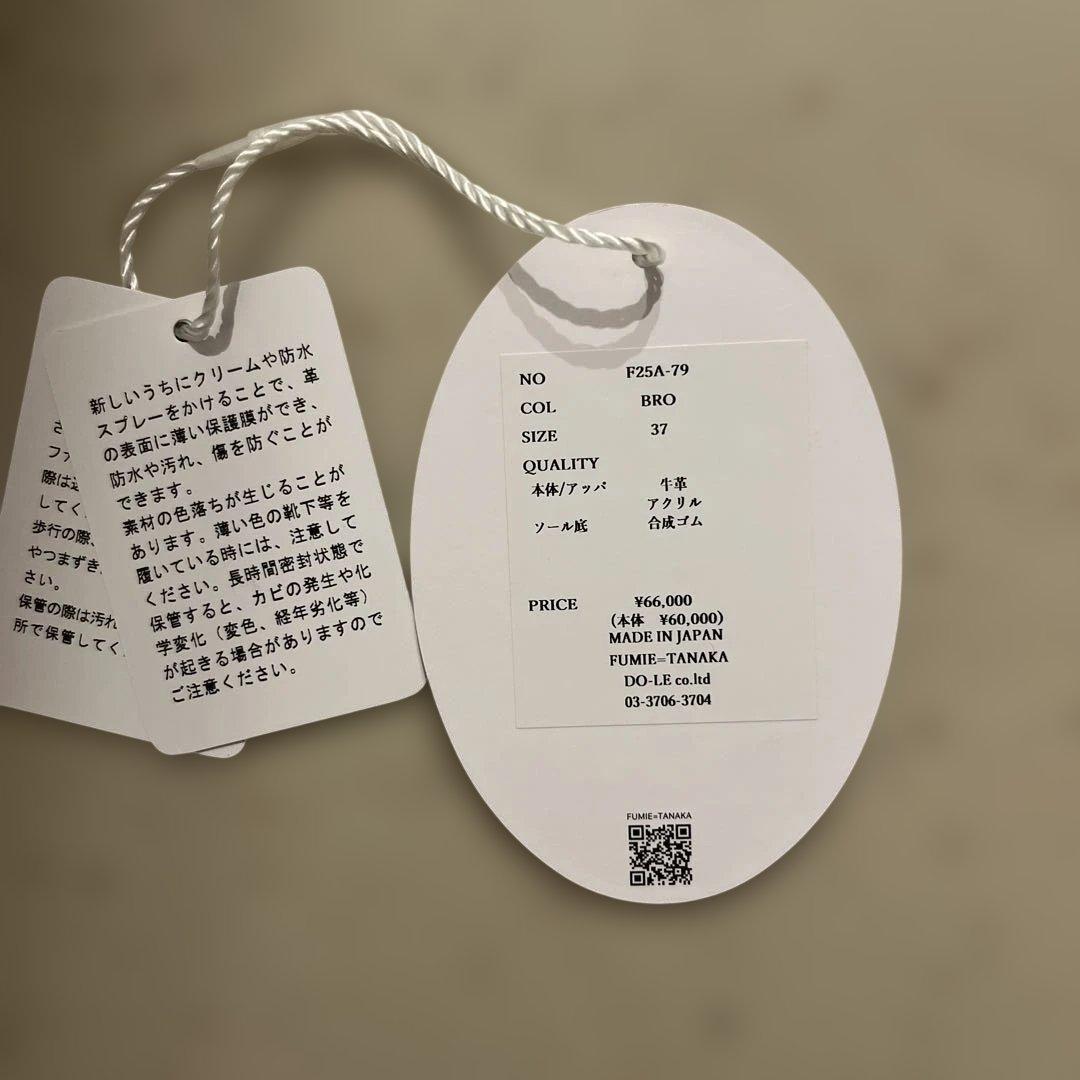 さ
ファ
際は
してく
歩行の際、
やつまずき
さい。
保管の際は汚れ
所で保管してく
新しいうちにクリームや防水
スプレーをかけることで、革
の表面に薄い保護膜ができ、
防水や汚れ、傷を防ぐことが
できます。
素材の色落ちが生じることが
あります。薄い色の靴下等を
履いている時には、注意して
ください。長時間密封状態で
保管すると、カビの発生や化
学変化（変色、経年劣化等）
が起きる場合がありますので
ご注意ください。
NO F25A-79
COL BRO
SIZE 37
QUALITY
本体/アッパ 牛革
アクリル
ソール底 合成ゴム
PRICE ¥66,000
(本体 ¥60,000)
MADE IN JAPAN
FUMIE=TANAKA
DO-LE co.ltd
03-3706-3704
FUMIE=TANAKA